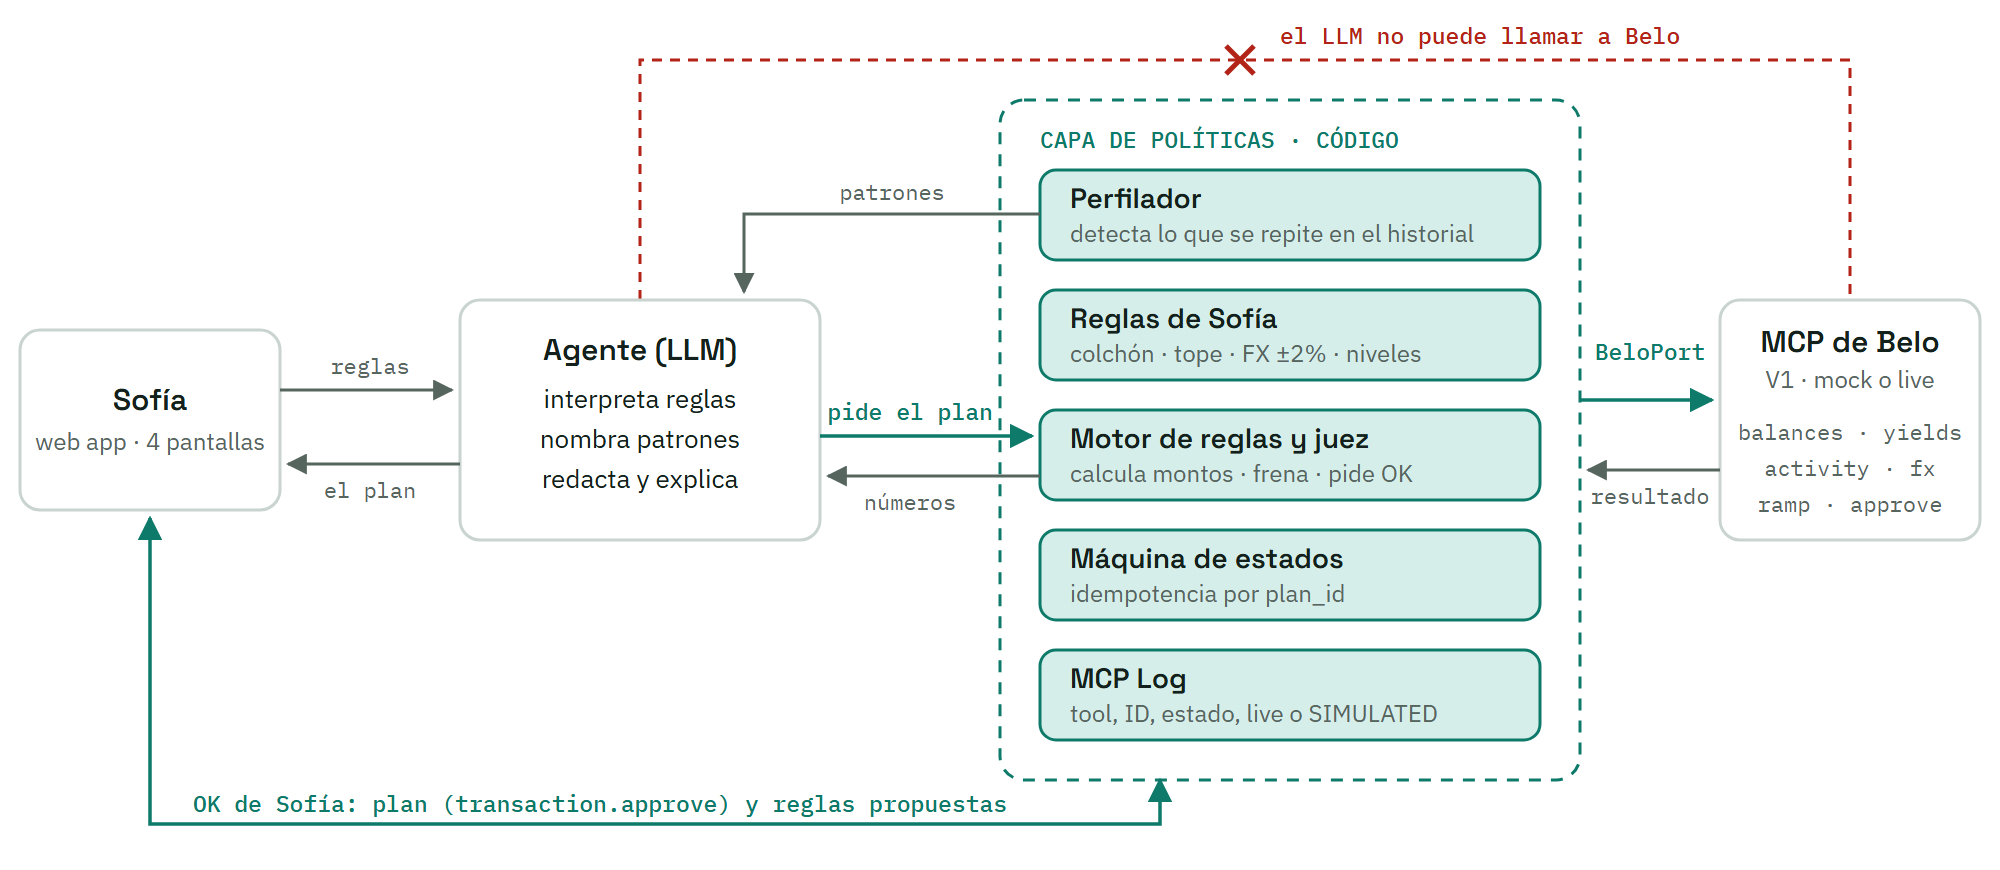 el LLM no puede llamar a Belo
CAPA DE POLÍTICAS · CÓDIGO
patrones
Perfilador
detecta lo que se repite en el historial
Reglas de Sofía
colchón · tope · FX ±2% · niveles
Motor de reglas y juez
calcula montos · frena · pide OK
Máquina de estados
idempotencia por plan_id
MCP Log
tool, ID, estado, live o SIMULATED
Sofía
web app · 4 pantallas
reglas
el plan
Agente (LLM)
interpreta reglas
nombra patrones
redacta y explica
pide el plan
números
BeloPort
resultado
MCP de Belo
V1 · mock o live
balances · yields
activity · fx
ramp · approve
OK de Sofía: plan (transaction.approve) y reglas propuestas